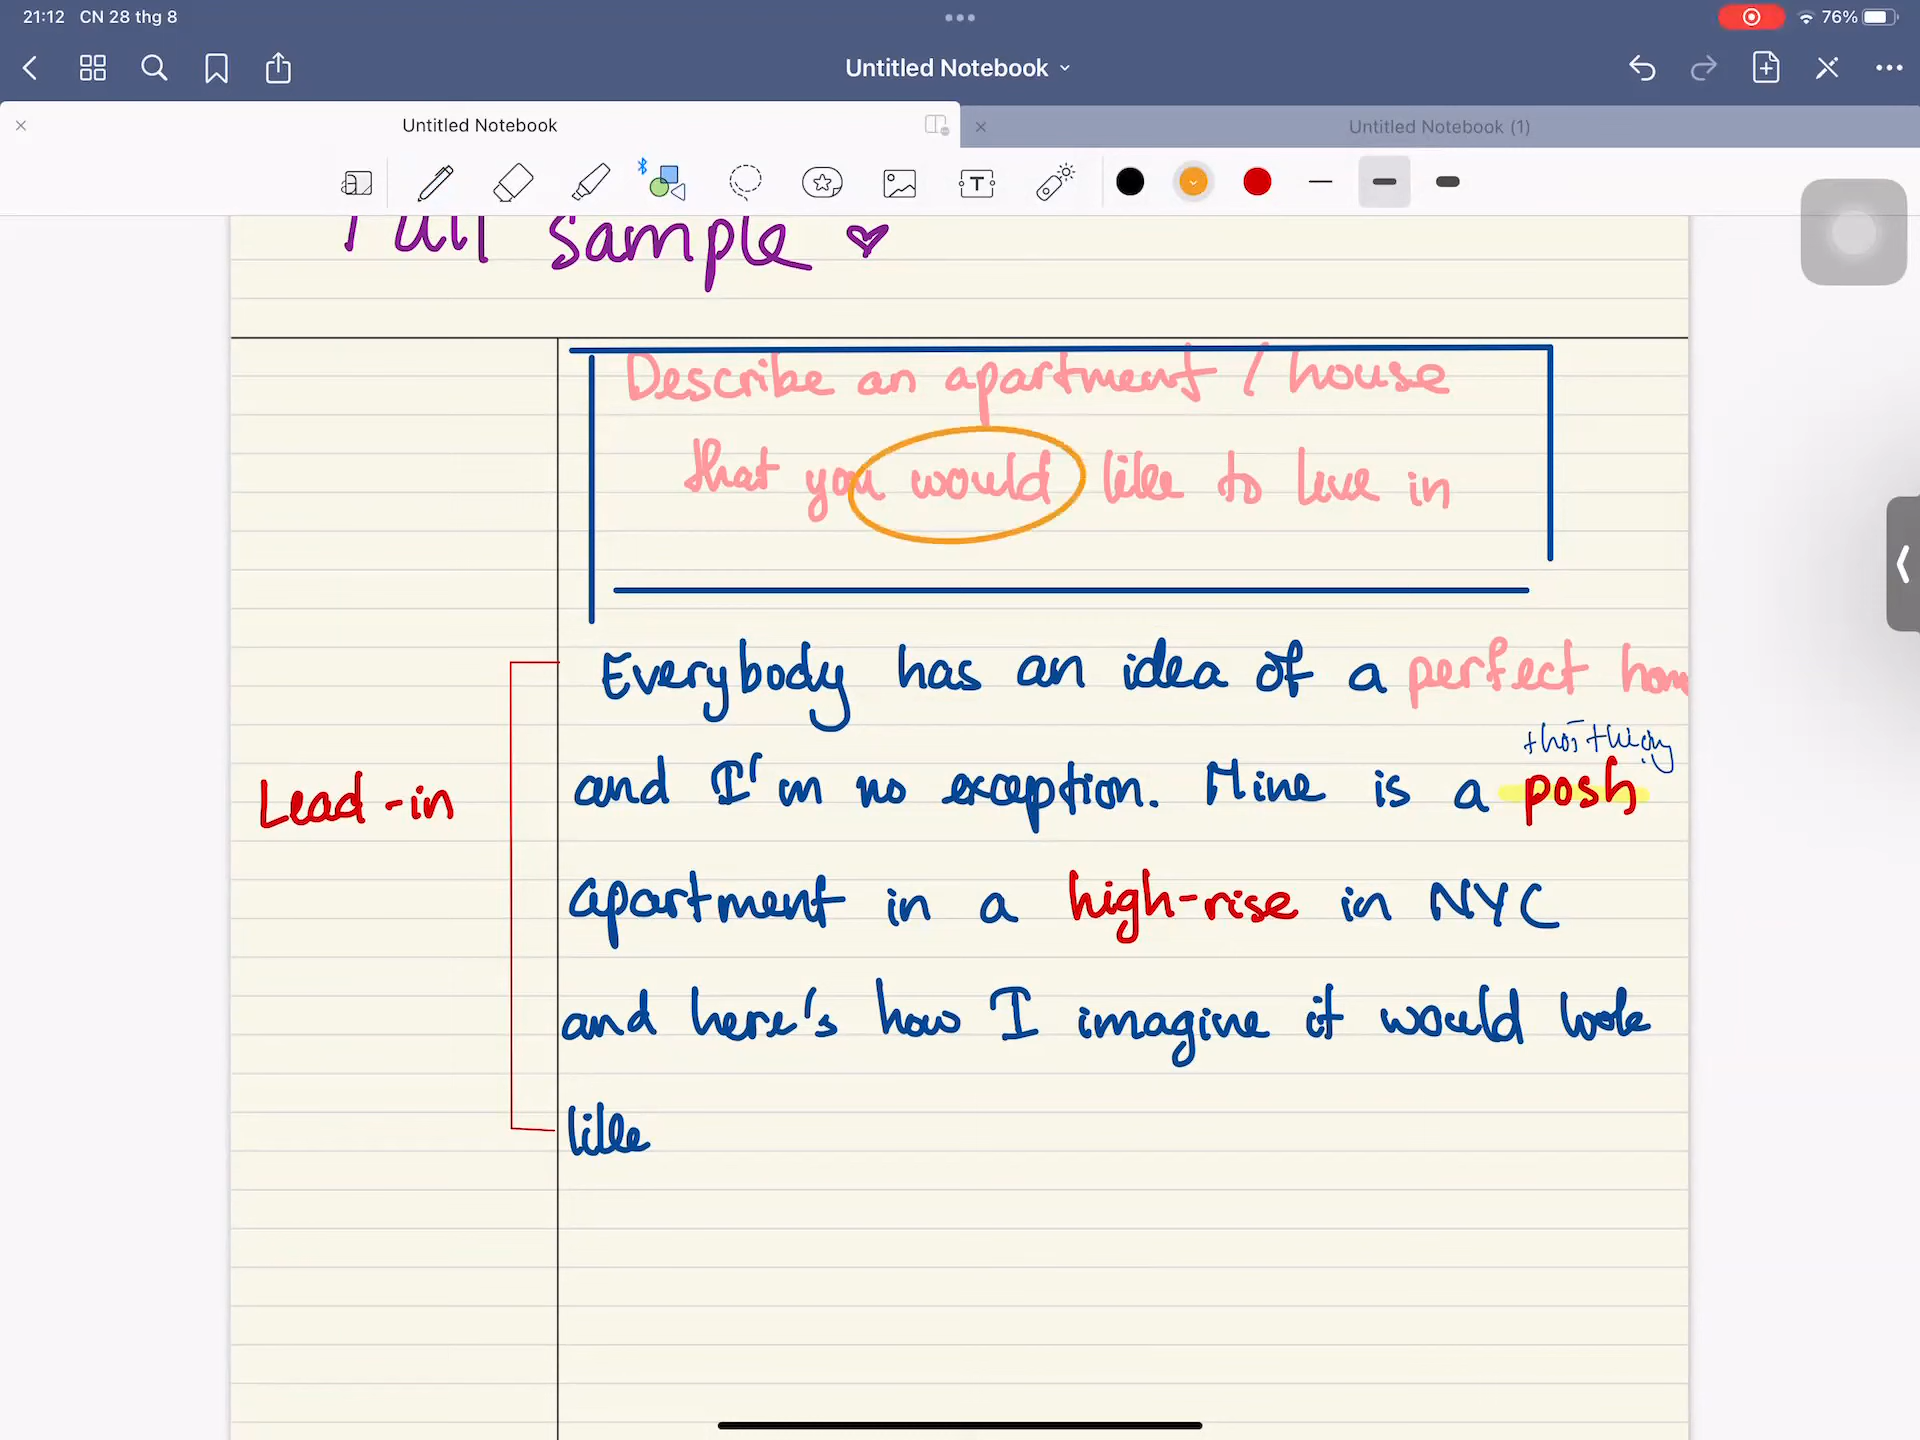 21:12 CN 28 thg 8
76%
Untitled Notebook
Untitled Notebook
Untitled Notebook (1)
Full sample
Describe an apartment / house
that you would like to live in
Everybody has an idea of a perfect hom
thời thượng
Lead-in
and I'm no exception. Mine is a posh
apartment in a high-rise in NYC
and here's how I imagine it would look
like